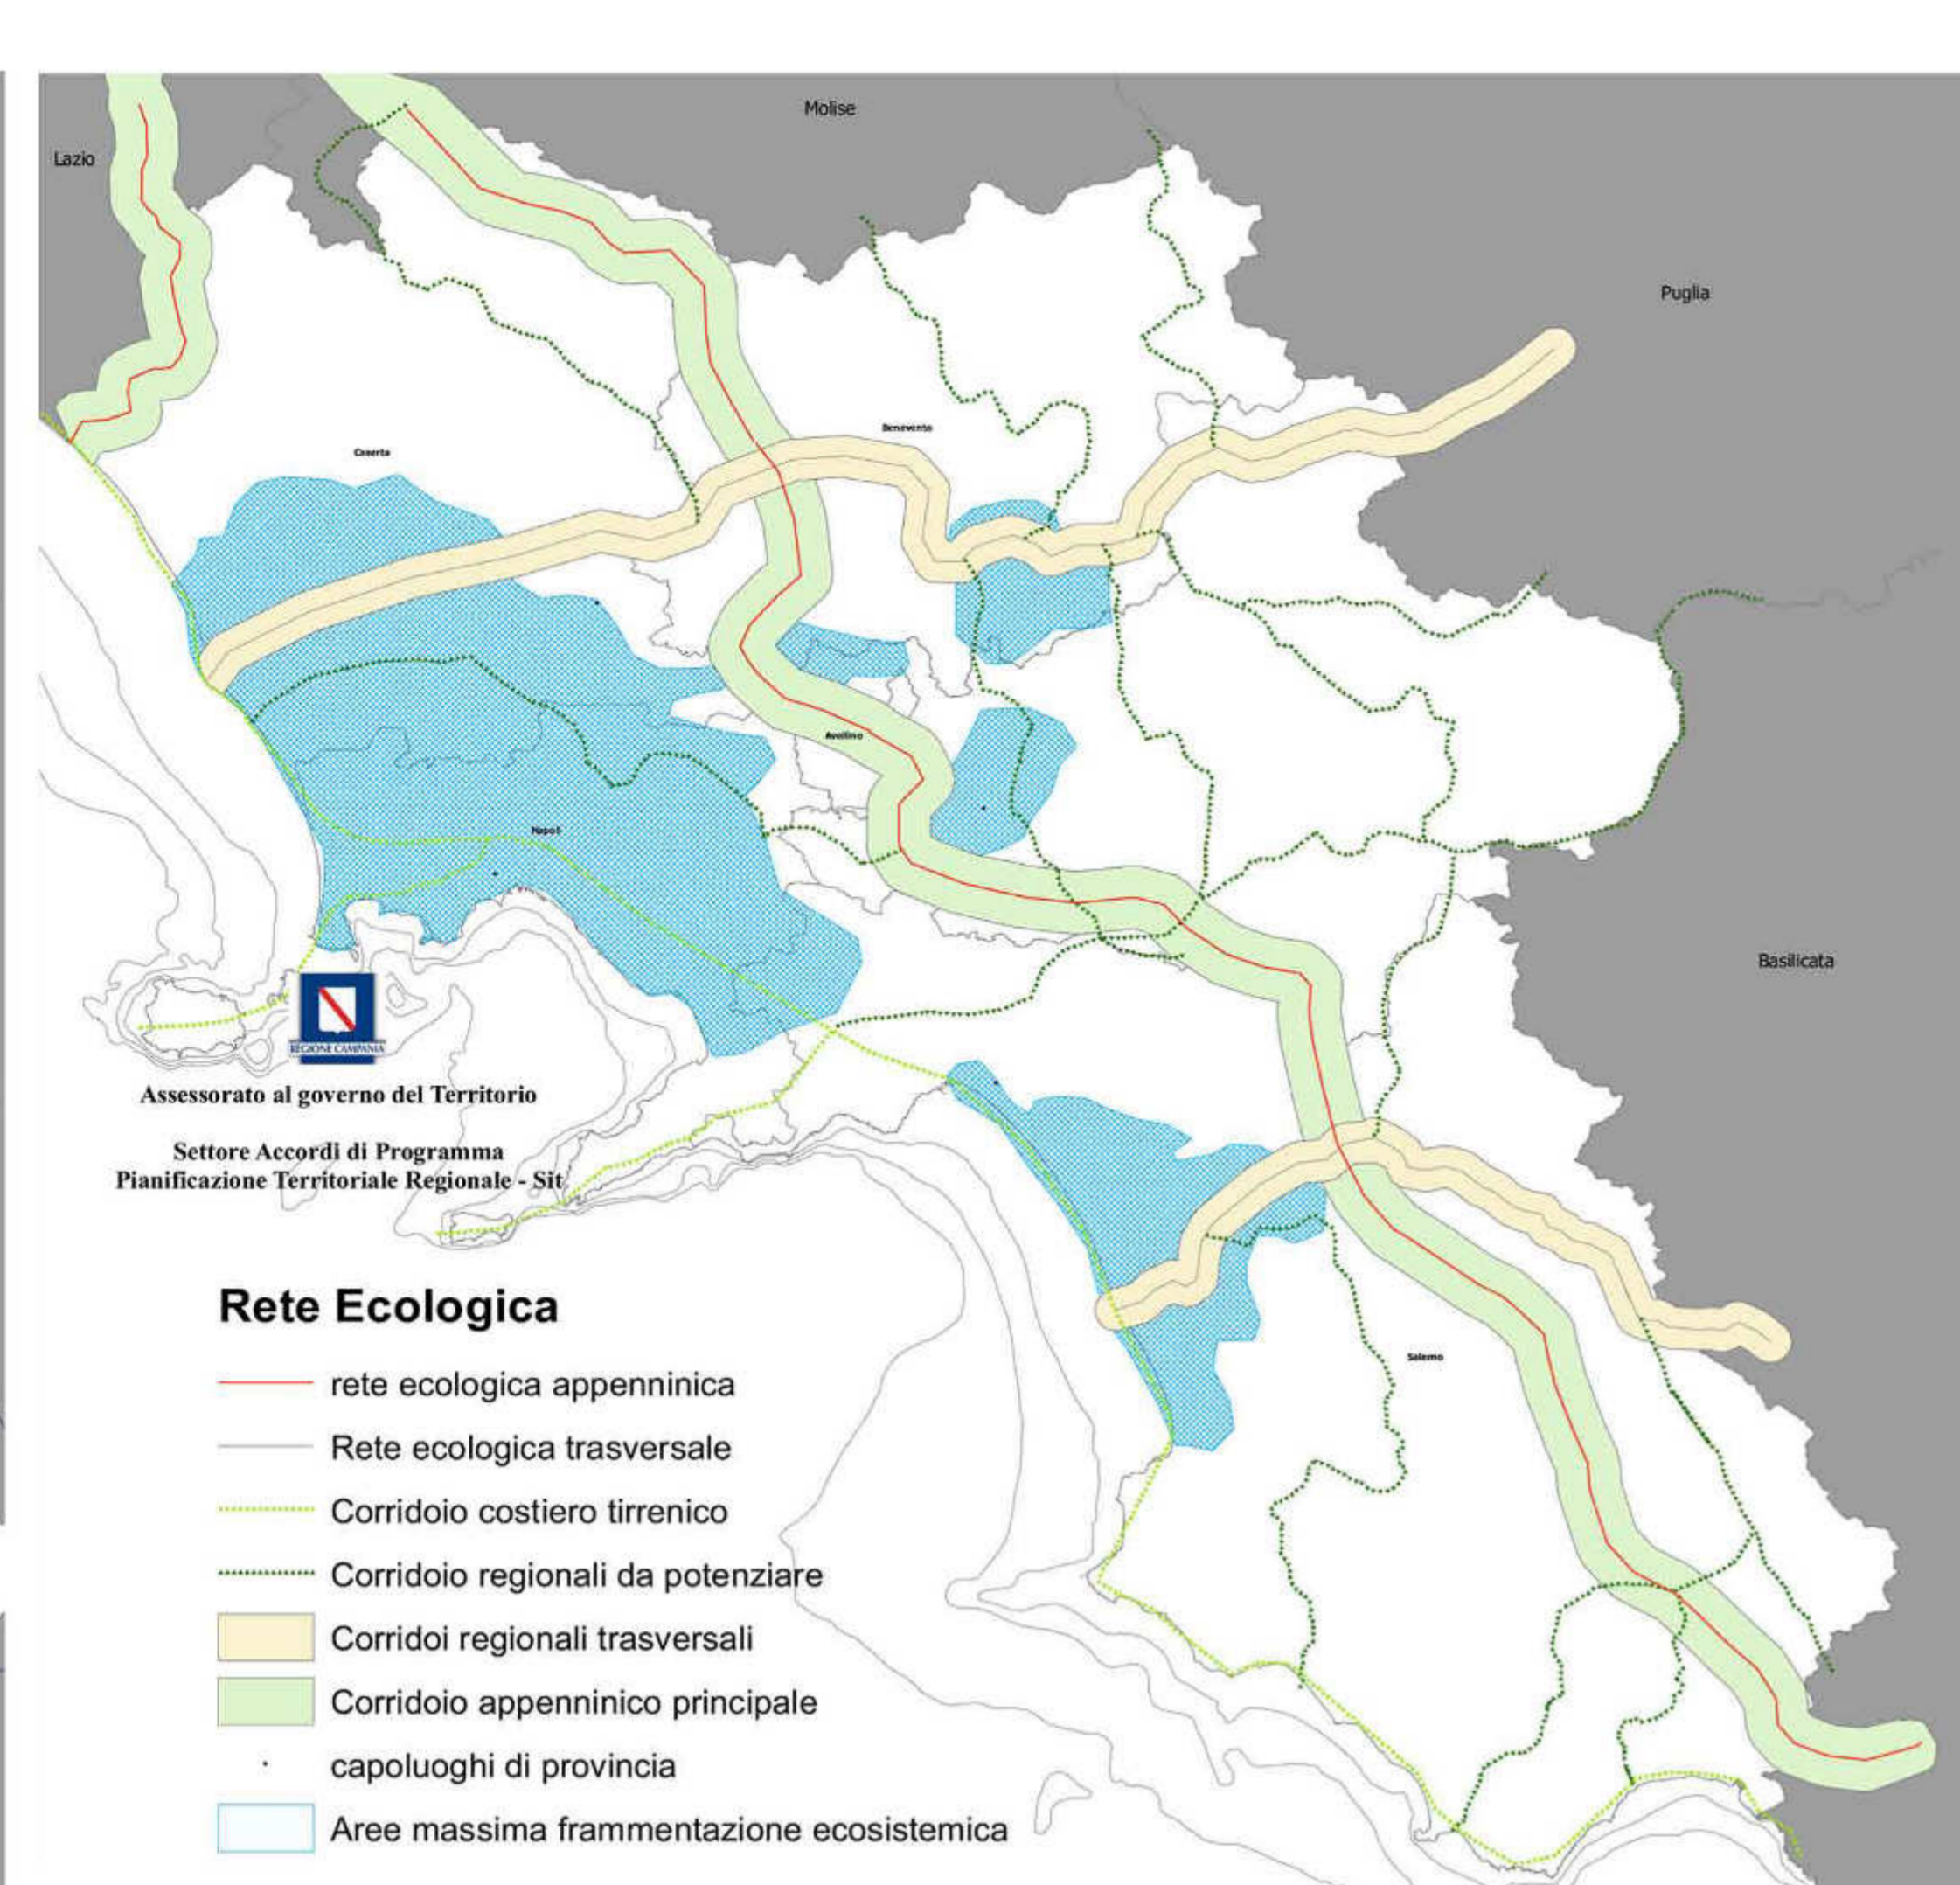 Molise
Lazio
Puglia
Benevento
Caserta
Avellino
Napoli
Basilicata
REGIONE CAMPANIA
Assessorato al governo del Territorio
Settore Accordi di Programma
Pianificazione Territoriale Regionale - Sit
Rete Ecologica
Salerno
rete ecologica appenninica
Rete ecologica trasversale
Corridoio costiero tirrenico
Corridoio regionali da potenziare
Corridoi regionali trasversali
Corridoio appenninico principale
capoluoghi di provincia
Aree massima frammentazione ecosistemica